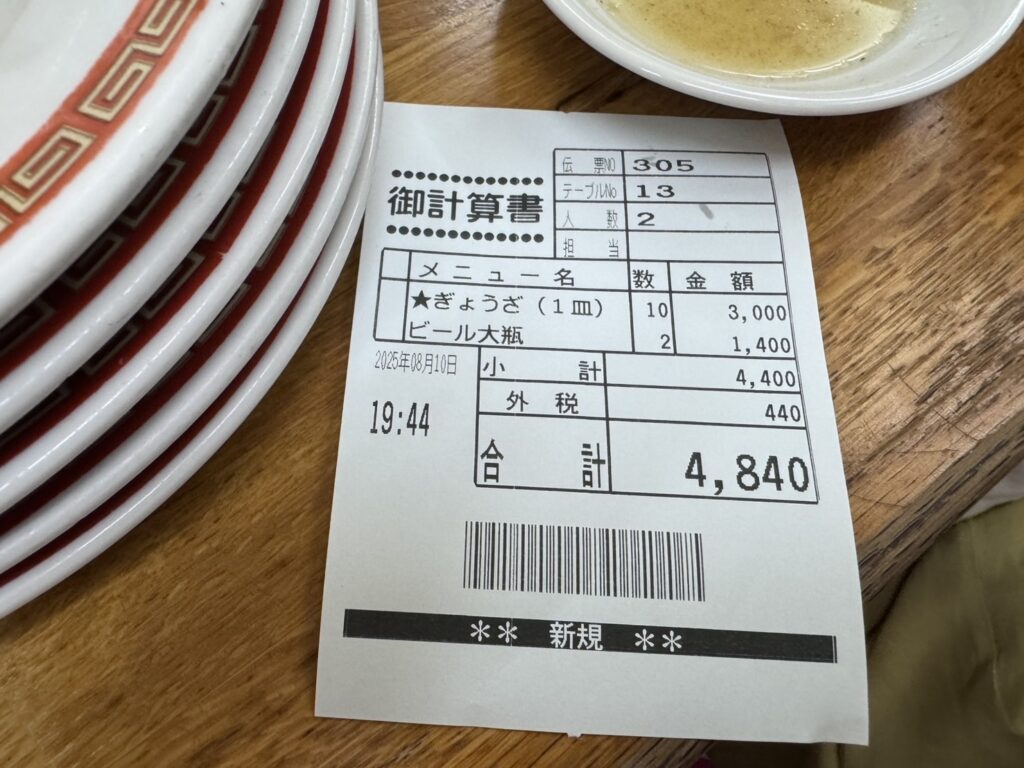 伝票NO 305
テーブルNo 13
人数 2
担当
御計算書
メニュー名 数 金額
★ぎょうざ（1皿） 10 3,000
ビール大瓶 2 1,400
2025年08月10日
19:44
小計 4,400
外税 440
合計 4,840
** 新規 **